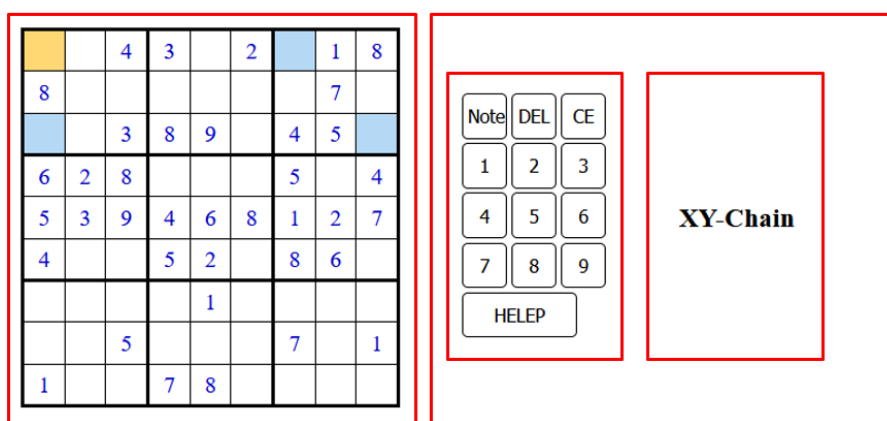 4 3 2 1 8
8 7
3 8 9 4 5
6 2 8 5 4
5 3 9 4 6 8 1 2 7
4 5 2 8 6
1
5 7 1
1 7 8
Note DEL CE
1 2 3
4 5 6
7 8 9
HELEP
XY-Chain